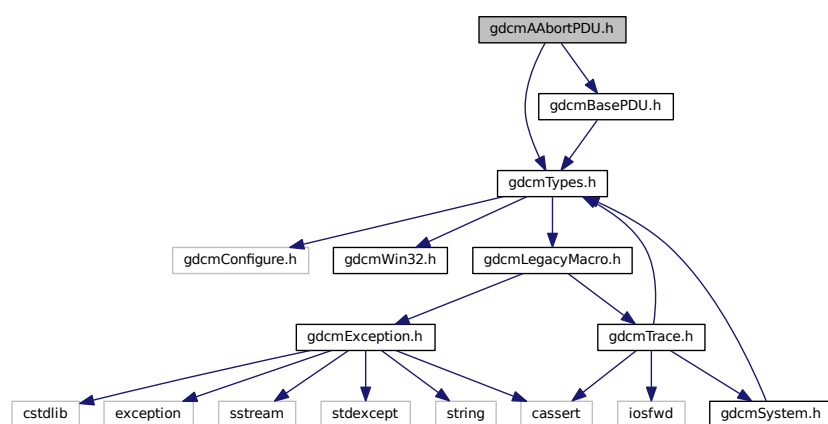 gdcmAAbortPDU.h
gdcmBasePDU.h
gdcmTypes.h
gdcmConfigure.h
gdcmWin32.h
gdcmLegacyMacro.h
gdcmException.h
gdcmTrace.h
cstdlib
exception
sstream
stdexcept
string
cassert
iosfwd
gdcmSystem.h